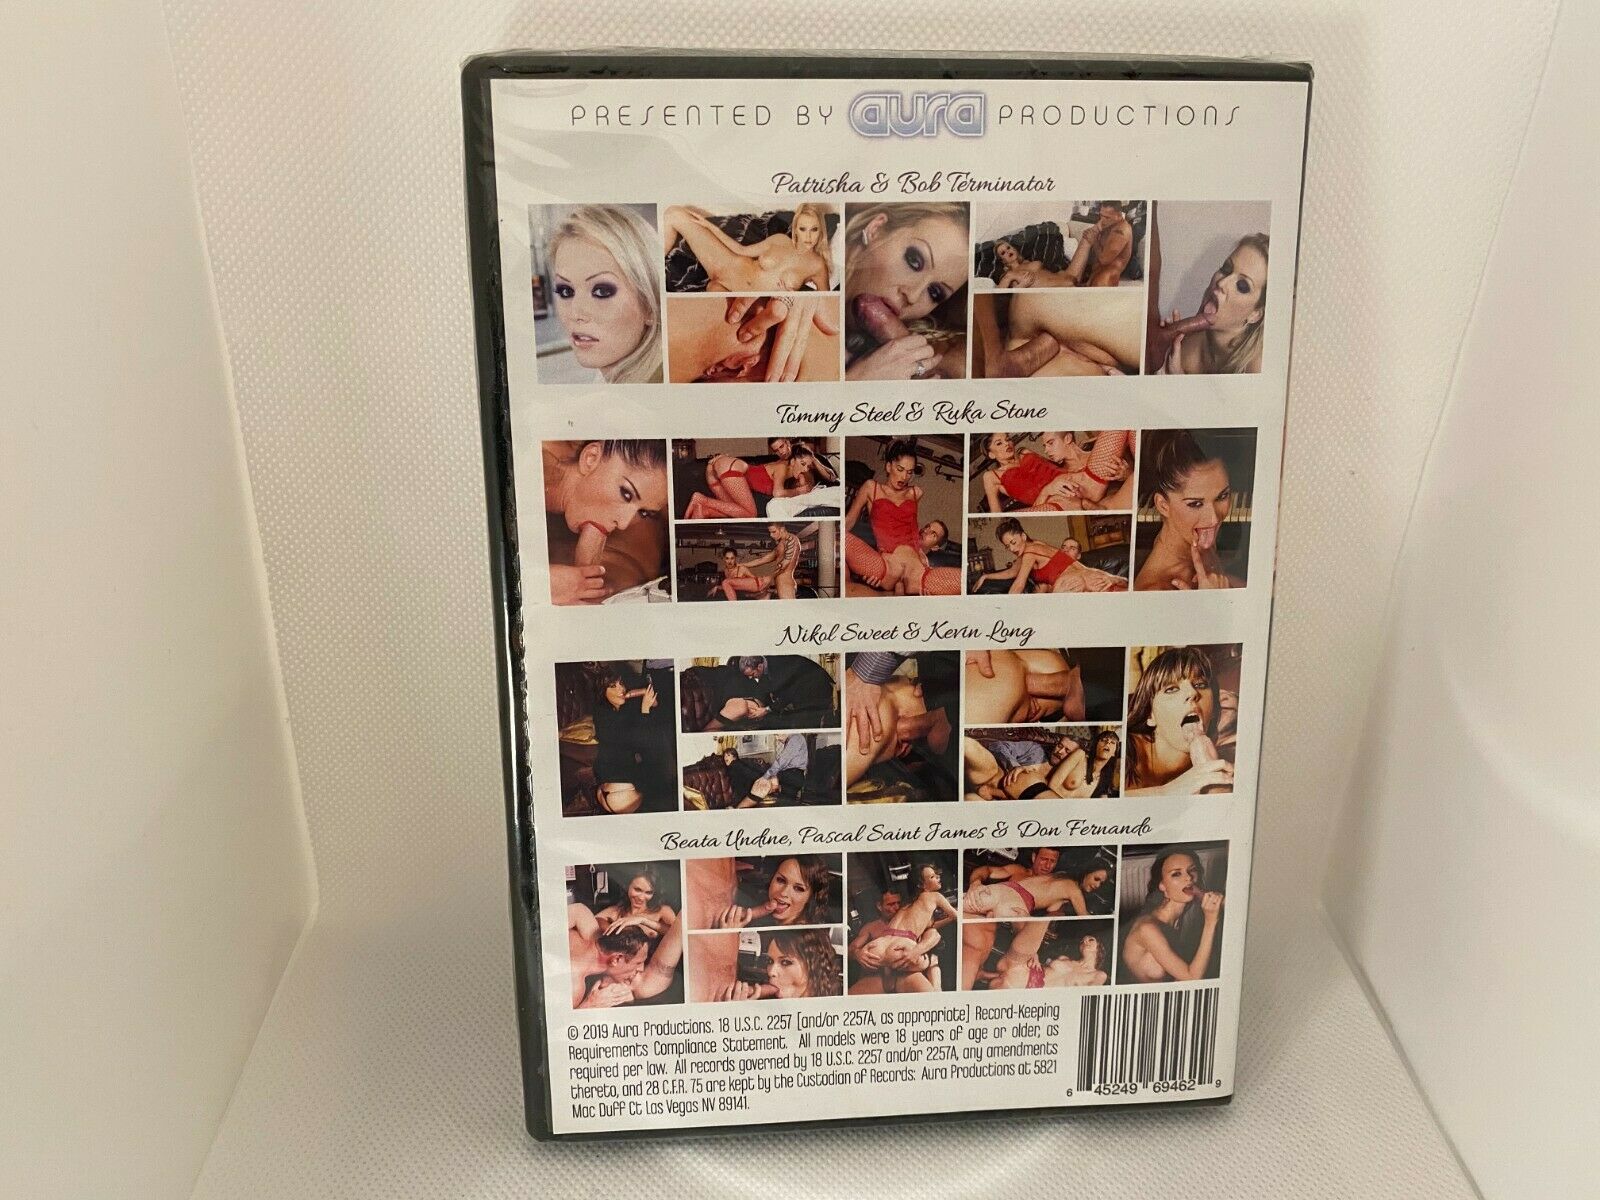 PRESENTED BY aura PRODUCTIONS
Patrisha & Bob Terminator
Tommy Steel & Ruka Stone
Nikol Sweet & Kevin Long
Beata Undine, Pascal Saint James & Don Fernando
© 2019 Aura Productions. 18 U.S.C. 2257 [and/or 2257A, as appropriate] Record-Keeping
Requirements Compliance Statement. All models were 18 years of age or older, as
required per law. All records governed by 18 U.S.C. 2257 and/or 2257A, any amendments
thereto, and 28 C.F.R. 75 are kept by the Custodian of Records: Aura Productions at 5821
Mac Duff Ct Las Vegas NV 89141.
6 45249 69462 9